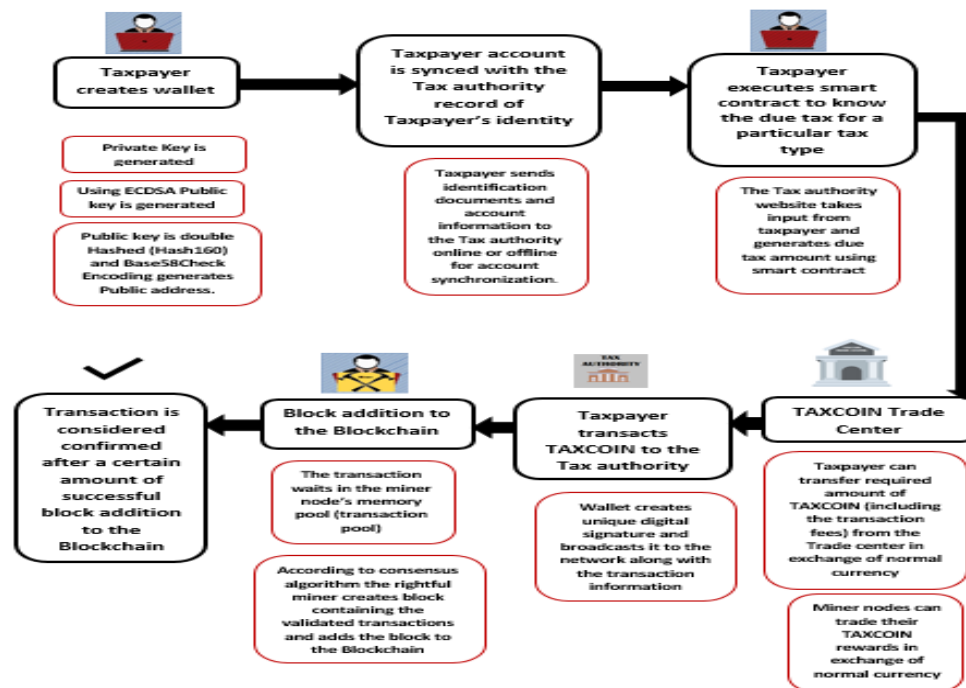 Taxpayer
creates wallet
Private Key is
generated
Using ECDSA Public
key is generated
Public key is double
Hashed (Hash160)
and Base58Check
Encoding generates
Public address.
Taxpayer account
is synced with the
Tax authority
record of
Taxpayer's identity
Taxpayer sends
identification
documents and
account
information to
the Tax authority
online or offline
for account
synchronization.
Taxpayer
executes smart
contract to know
the due tax for a
particular tax
type
The Tax authority
website takes
input from
taxpayer and
generates due
tax amount using
smart contract
TAXCOIN Trade
Center
Taxpayer can
transfer required
amount of
TAXCOIN (including
the transaction
fees) from the
Trade center in
exchange of normal
currency
Miner nodes can
trade their
TAXCOIN
rewards in
exchange of
normal currency
TAX
AUTHORITY
Taxpayer
transacts
TAXCOIN to the
Tax authority
Wallet creates
unique digital
signature and
broadcasts it to
the network along
with the
transaction
information
Block addition to
the Blockchain
The transaction
waits in the miner
node's memory
pool (transaction
pool)
According to consensus
algorithm the rightful
miner creates block
containing the
validated transactions
and adds the block to
the Blockchain
Transaction is
considered
confirmed
after a certain
amount of
successful
block addition
to the
Blockchain